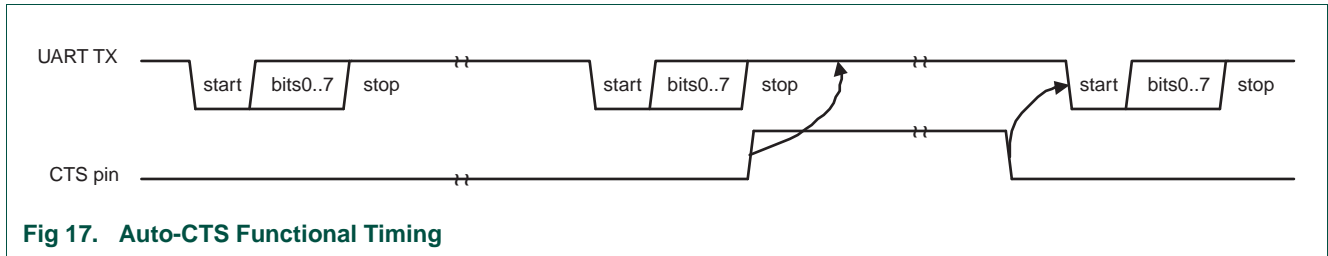 UART TX
start bits0..7 stop
start bits0..7 stop
start bits0..7 stop
CTS pin
Fig 17. Auto-CTS Functional Timing